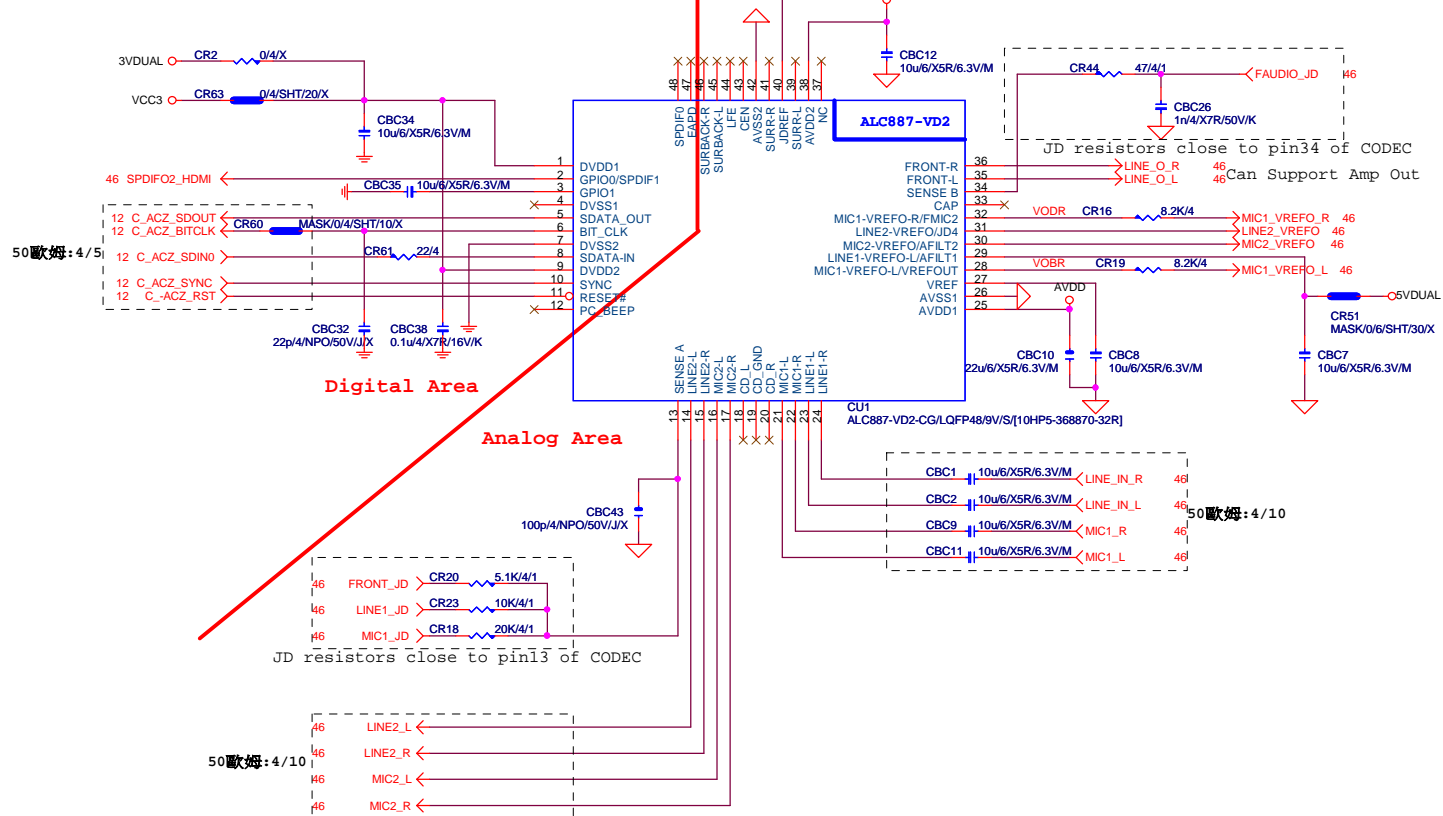 3VDUAL
CR2
0/4/X
VCC3
CR63
0/4/SHT/20/X
CBC34
10u/6/X5R/6.3V/M
46 SPDIFO2_HDMI
CBC35
10u/6/X5R/6.3V/M
12 C_ACZ_SDOUT
12 C_ACZ_BITCLK
CR60
MASK/0/4/SHT/10/X
50歐姆:4/5
12 C_ACZ_SDIN0
CR61
22/4
12 C_ACZ_SYNC
12 C_-ACZ_RST
CBC32
22p/4/NPO/50V/J/X
CBC38
0.1u/4/X7R/16V/K
Digital Area
Analog Area
48
47
46
45
44
43
42
41
40
39
38
37
SPDIF0
EAPD
SURBACK-R
SURBACK-L
LFE
CEN
AVSS2
SURR-R
JDREF
SURR-L
AVDD2
NC
ALC887-VD2
1 DVDD1
2 GPIO0/SPDIF1
3 GPIO1
4 DVSS1
5 SDATA_OUT
6 BIT_CLK
7 DVSS2
8 SDATA-IN
9 DVDD2
10 SYNC
11 RESET#
12 PC_BEEP
FRONT-R 36
FRONT-L 35
SENSE B 34
CAP 33
MIC1-VREFO-R/FMIC2 32
LINE2-VREFO/JD4 31
MIC2-VREFO/AFILT2 30
LINE1-VREFO-L/AFILT1 29
MIC1-VREFO-L/VREFOUT 28
VREF 27
AVSS1 26
AVDD1 25
SENSE A
LINE2-L
LINE2-R
MIC2-L
MIC2-R
CD_L
CD_GND
CD_R
MIC1-L
MIC1-R
LINE1-L
LINE1-R
13
14
15
16
17
18
19
20
21
22
23
24
CU1
ALC887-VD2-CG/LQFP48/9V/S/[10HP5-368870-32R]
CBC12
10u/6/X5R/6.3V/M
CR44
47/4/1
FAUDIO_JD 46
CBC26
1n/4/X7R/50V/K
JD resistors close to pin34 of CODEC
LINE_O_R 46
LINE_O_L 46
Can Support Amp Out
VODR
CR16
8.2K/4
MIC1_VREFO_R 46
LINE2_VREFO 46
MIC2_VREFO 46
VOBR
CR19
8.2K/4
MIC1_VREFO_L 46
AVDD
5VDUAL
CR51
MASK/0/6/SHT/30/X
CBC10
22u/6/X5R/6.3V/M
CBC8
10u/6/X5R/6.3V/M
CBC7
10u/6/X5R/6.3V/M
CBC1
10u/6/X5R/6.3V/M
LINE_IN_R 46
CBC2
10u/6/X5R/6.3V/M
LINE_IN_L 46
50歐姆:4/10
CBC9
10u/6/X5R/6.3V/M
MIC1_R 46
CBC11
10u/6/X5R/6.3V/M
MIC1_L 46
CBC43
100p/4/NPO/50V/J/X
46 FRONT_JD
CR20
5.1K/4/1
46 LINE1_JD
CR23
10K/4/1
46 MIC1_JD
CR18
20K/4/1
JD resistors close to pin13 of CODEC
46 LINE2_L
46 LINE2_R
50歐姆:4/10
46 MIC2_L
46 MIC2_R